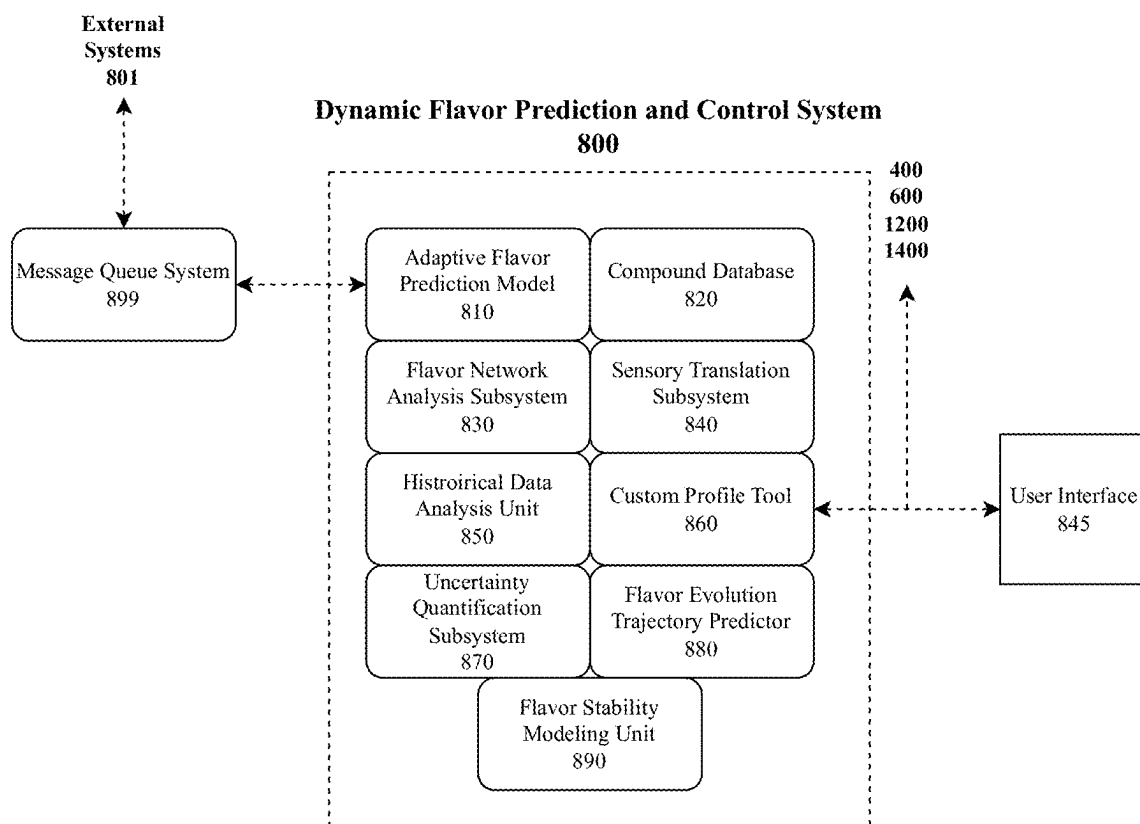 External
Systems
801
Dynamic Flavor Prediction and Control System
800
400
600
1200
1400
Message Queue System
899
Adaptive Flavor
Prediction Model
810
Compound Database
820
Flavor Network
Analysis Subsystem
830
Sensory Translation
Subsystem
840
Histroirical Data
Analysis Unit
850
Custom Profile Tool
860
User Interface
845
Uncertainty
Quantification
Subsystem
870
Flavor Evolution
Trajectory Predictor
880
Flavor Stability
Modeling Unit
890